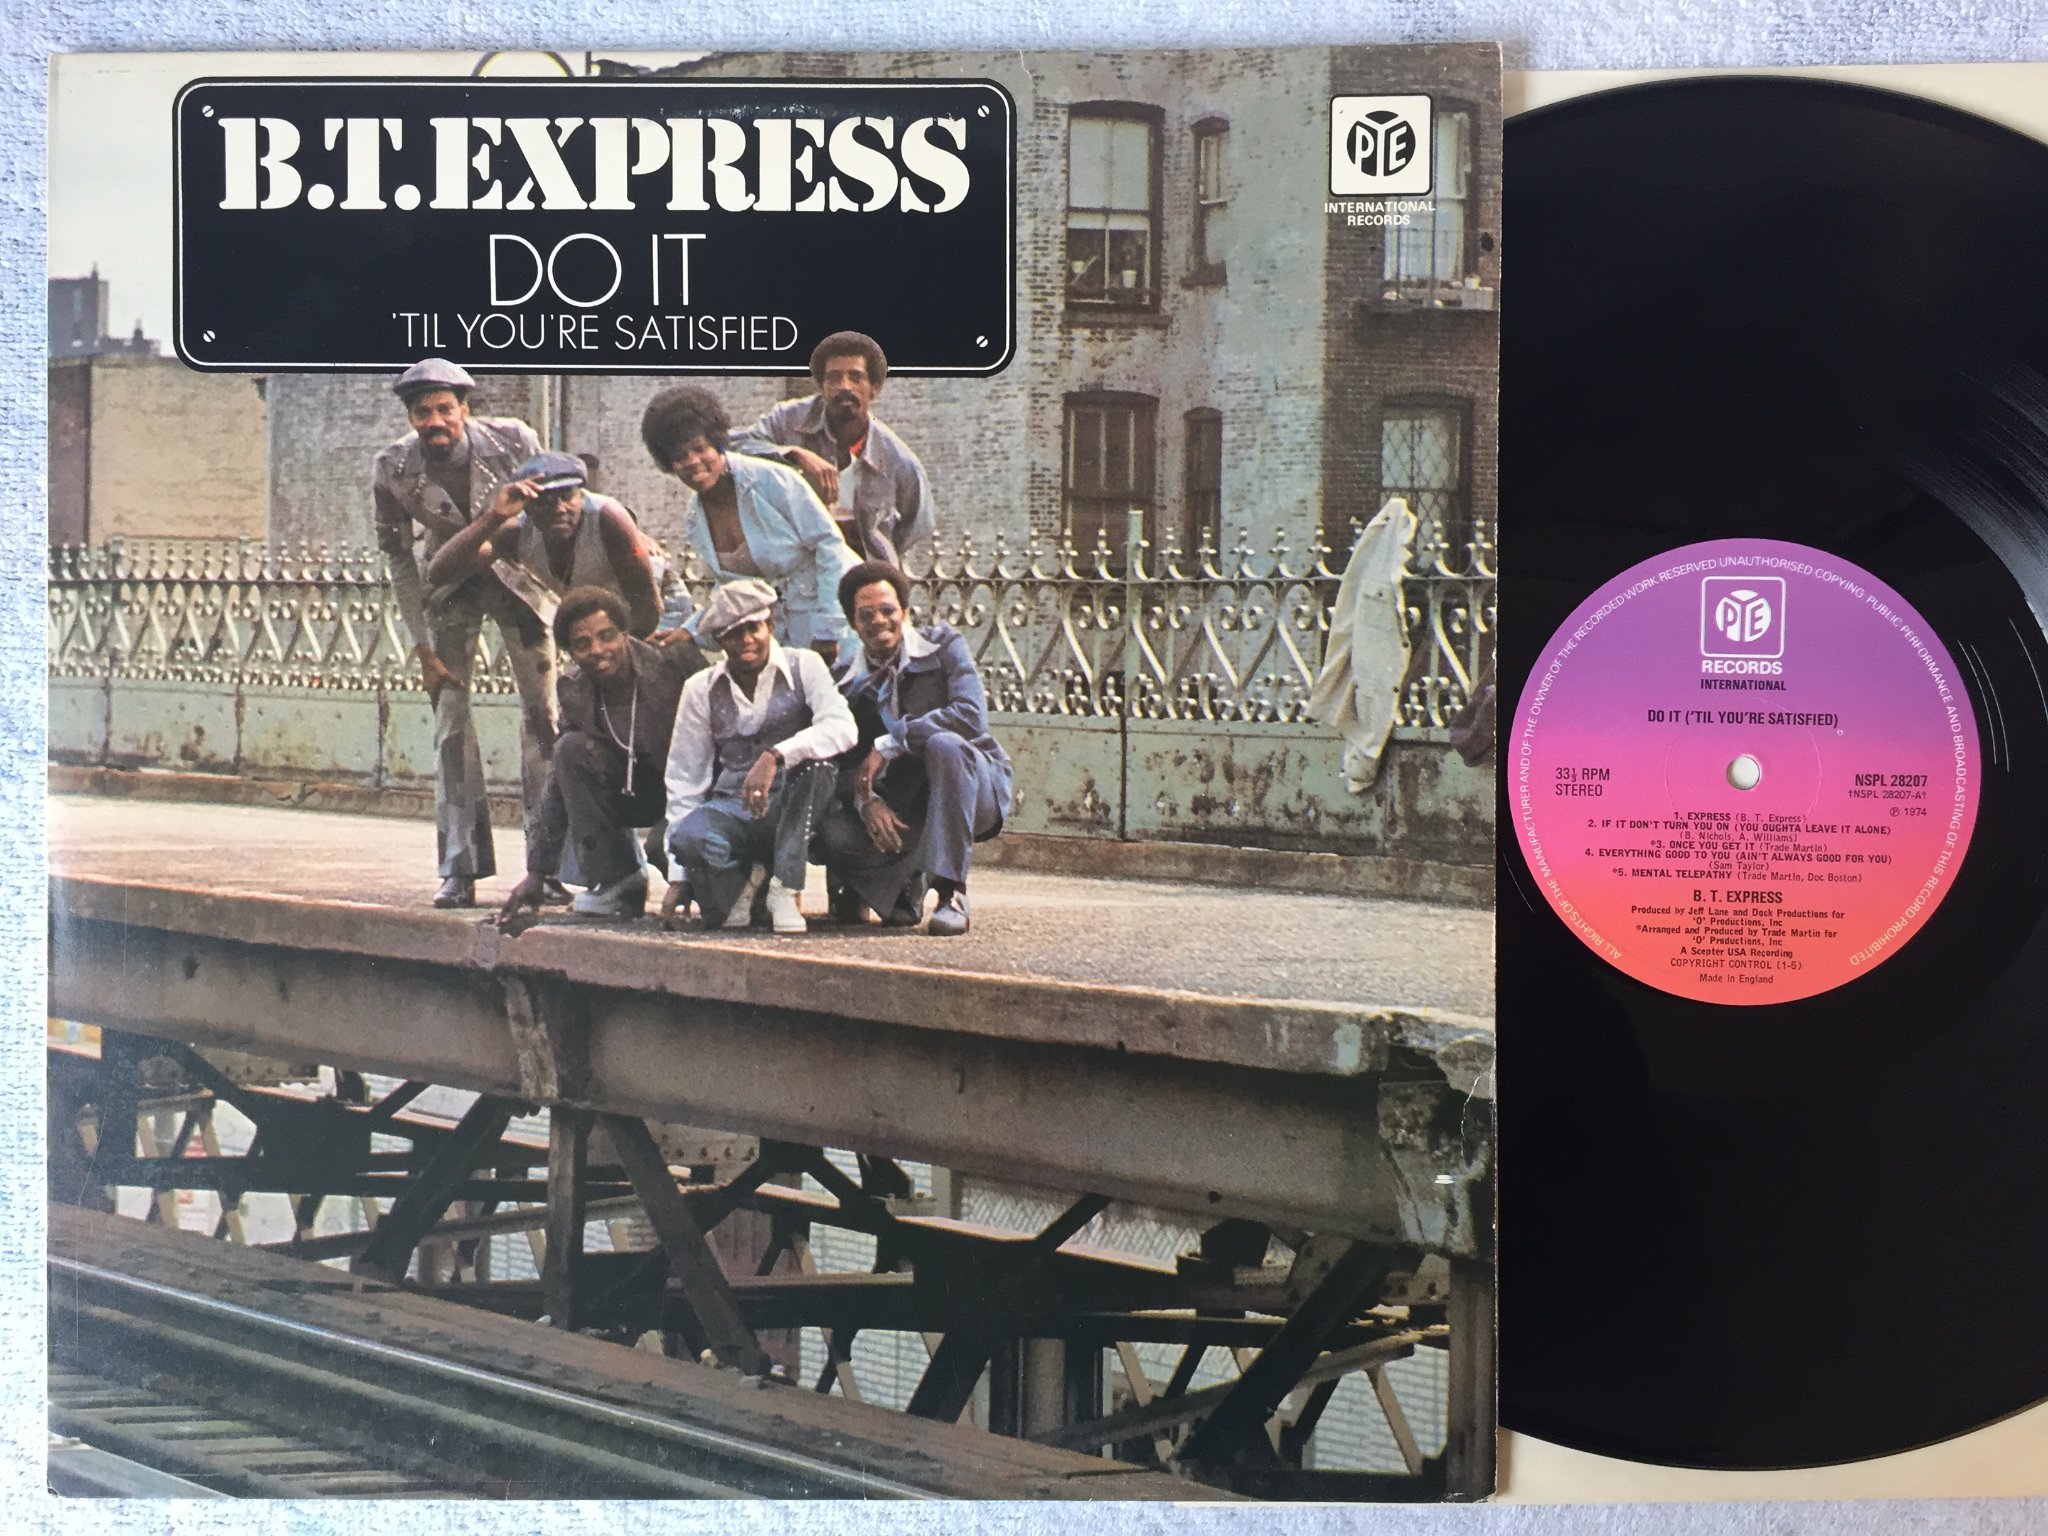 B.T. EXPRESS
DO IT
'TIL YOU'RE SATISFIED
PYE
INTERNATIONAL
RECORDS
ALL RIGHTS OF THE MANUFACTURER AND OF THE OWNER OF THE RECORDED WORK RESERVED UNAUTHORISED COPYING PUBLIC PERFORMANCE AND BROADCASTING OF THIS RECORD PROHIBITED
PYE
RECORDS
INTERNATIONAL
DO IT ('TIL YOU'RE SATISFIED)
33⅓ RPM
STEREO
NSPL 28207
†NSPL 28207-A†
℗ 1974
1. EXPRESS (B. T. Express)
2. IF IT DON'T TURN YOU ON (YOU OUGHTA LEAVE IT ALONE)
(B. Nichols, A. Williams)
*3. ONCE YOU GET IT (Trade Martin)
4. EVERYTHING GOOD TO YOU (AIN'T ALWAYS GOOD FOR YOU)
(Sam Taylor)
*5. MENTAL TELEPATHY (Trade Martin, Doc Boston)
B. T. EXPRESS
Produced by Jeff Lane and Dock Productions for
'O' Productions, Inc
*Arranged and Produced by Trade Martin for
'O' Productions, Inc
A Scepter USA Recording
COPYRIGHT CONTROL (1-5)
Made in England